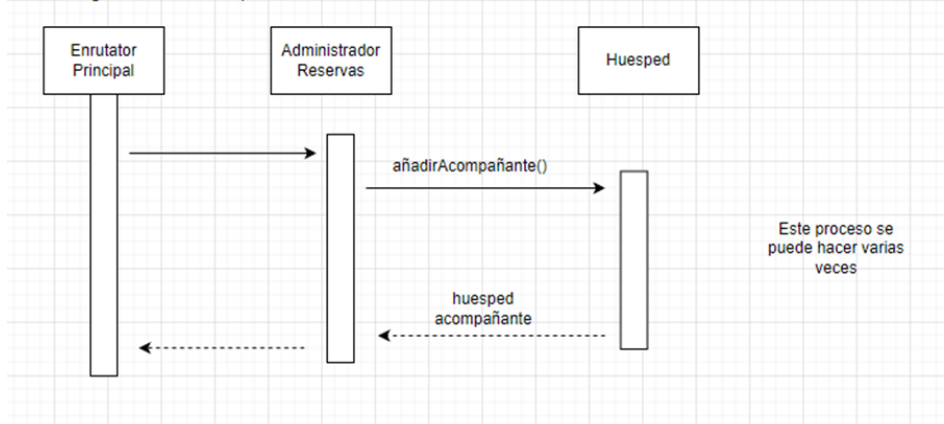 Enrutator
Principal
Administrador
Reservas
Huesped
añadirAcompañante()
Este proceso se
puede hacer varias
veces
huesped
acompañante